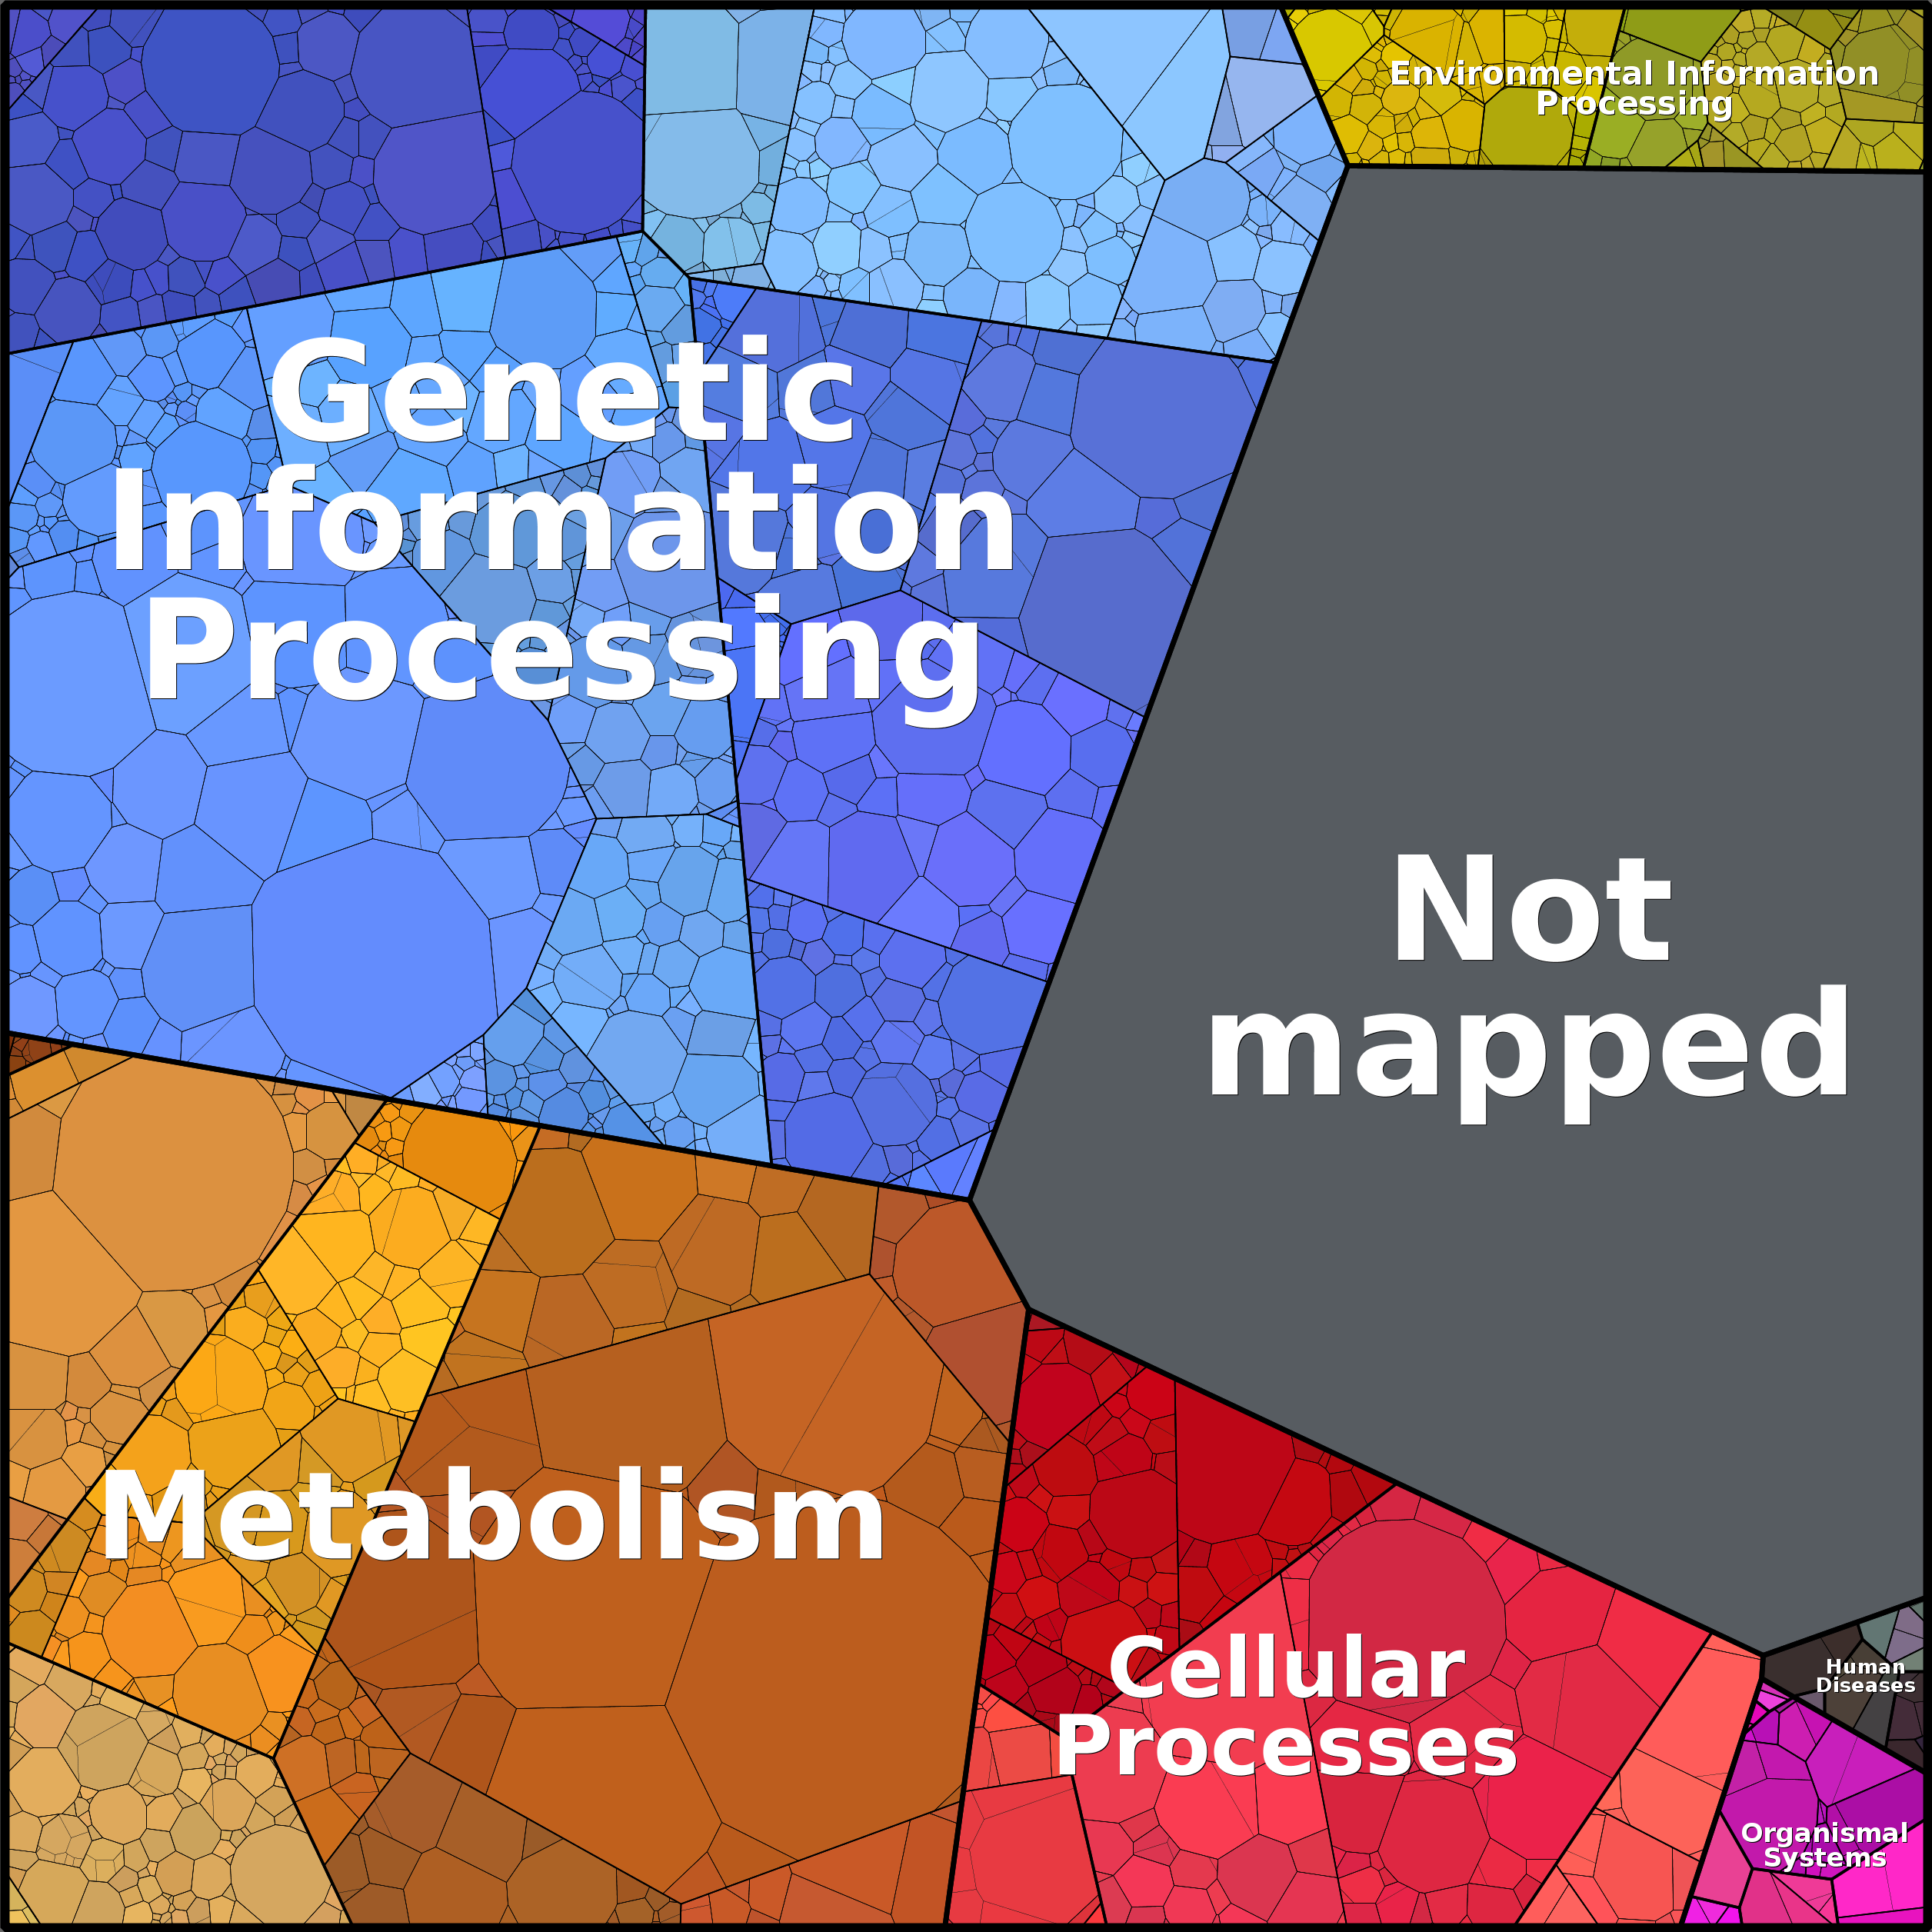 Environmental Information
Processing
Genetic
Information
Processing
Not
mapped
Metabolism
Cellular
Processes
Human
Diseases
Organismal
Systems